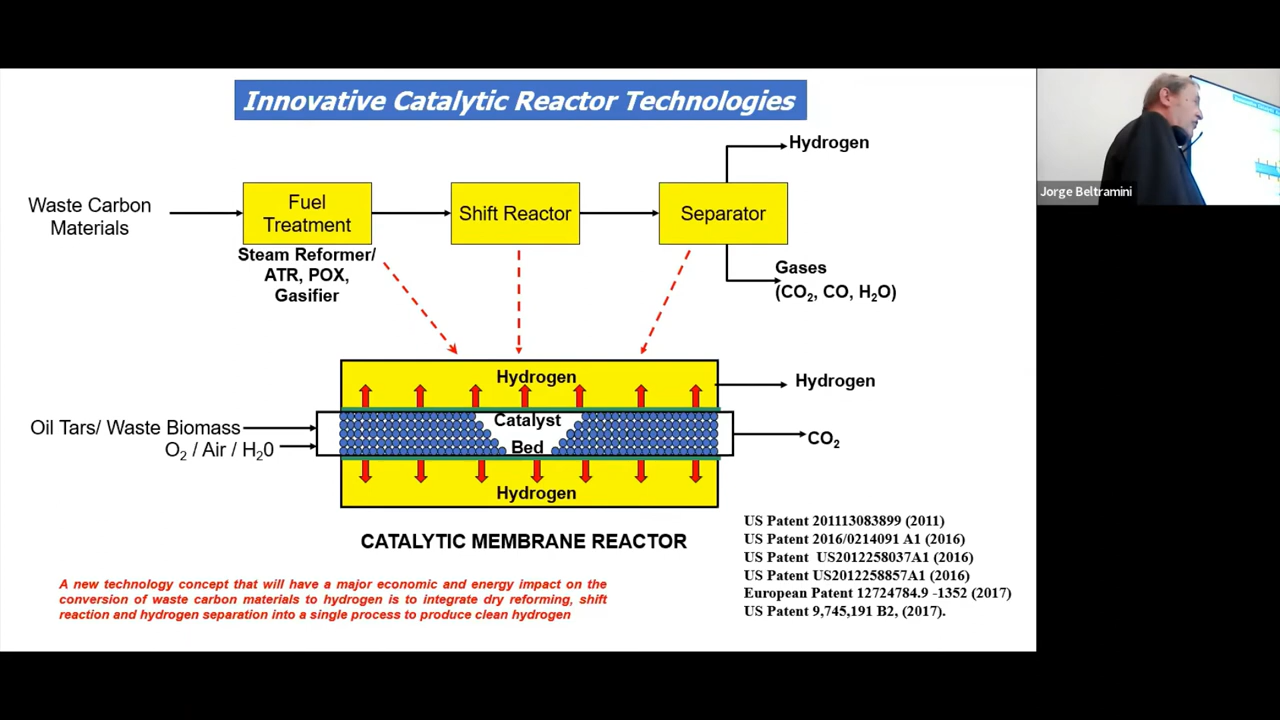 Innovative Catalytic Reactor Technologies
Hydrogen
Waste Carbon
Materials
Fuel
Treatment
Shift Reactor
Separator
Steam Reformer/
ATR, POX,
Gasifier
Gases
(CO₂, CO, H₂O)
Hydrogen
Hydrogen
Oil Tars/ Waste Biomass
O₂ / Air / H₂0
Catalyst
Bed
CO₂
Hydrogen
CATALYTIC MEMBRANE REACTOR
A new technology concept that will have a major economic and energy impact on the
conversion of waste carbon materials to hydrogen is to integrate dry reforming, shift
reaction and hydrogen separation into a single process to produce clean hydrogen
US Patent 201113083899 (2011)
US Patent 2016/0214091 A1 (2016)
US Patent US2012258037A1 (2016)
US Patent US2012258857A1 (2016)
European Patent 12724784.9 -1352 (2017)
US Patent 9,745,191 B2, (2017).
Jorge Beltramini